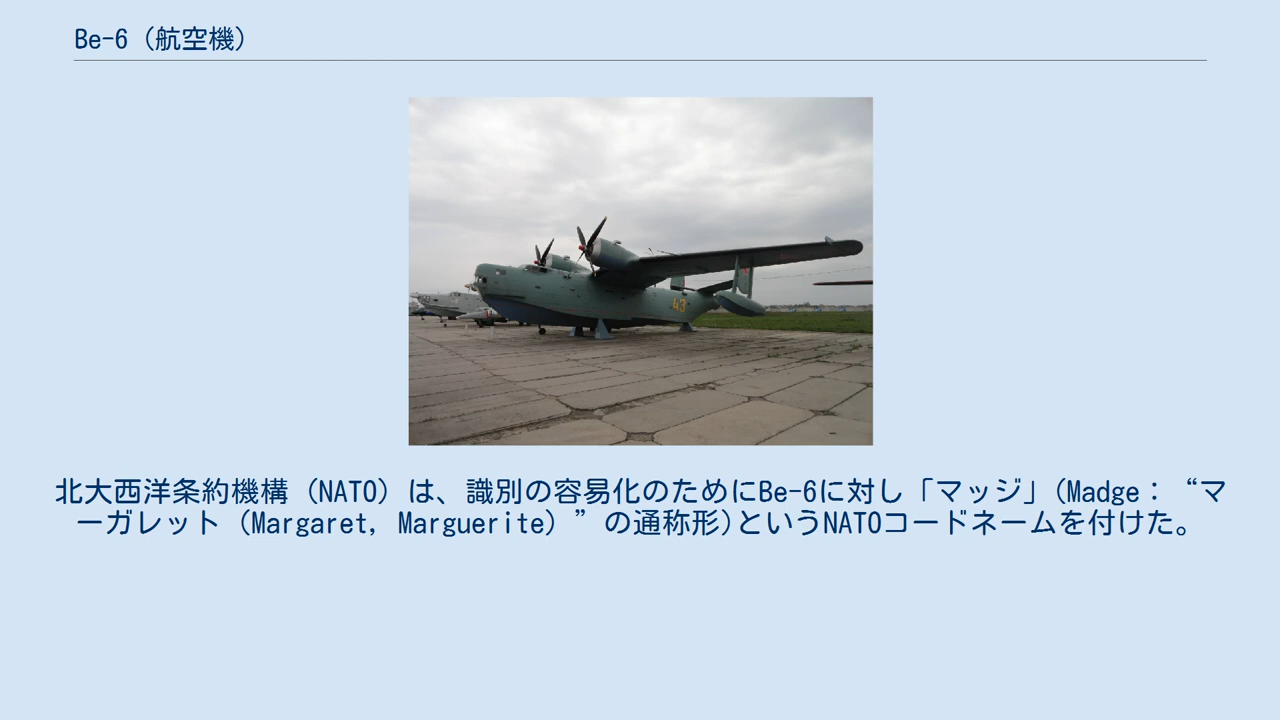 Be-6（航空機）
43
北大西洋条約機構（NATO）は、識別の容易化のためにBe-6に対し「マッジ」(Madge：“マ
ーガレット（Margaret, Marguerite）”の通称形)というNATOコードネームを付けた。